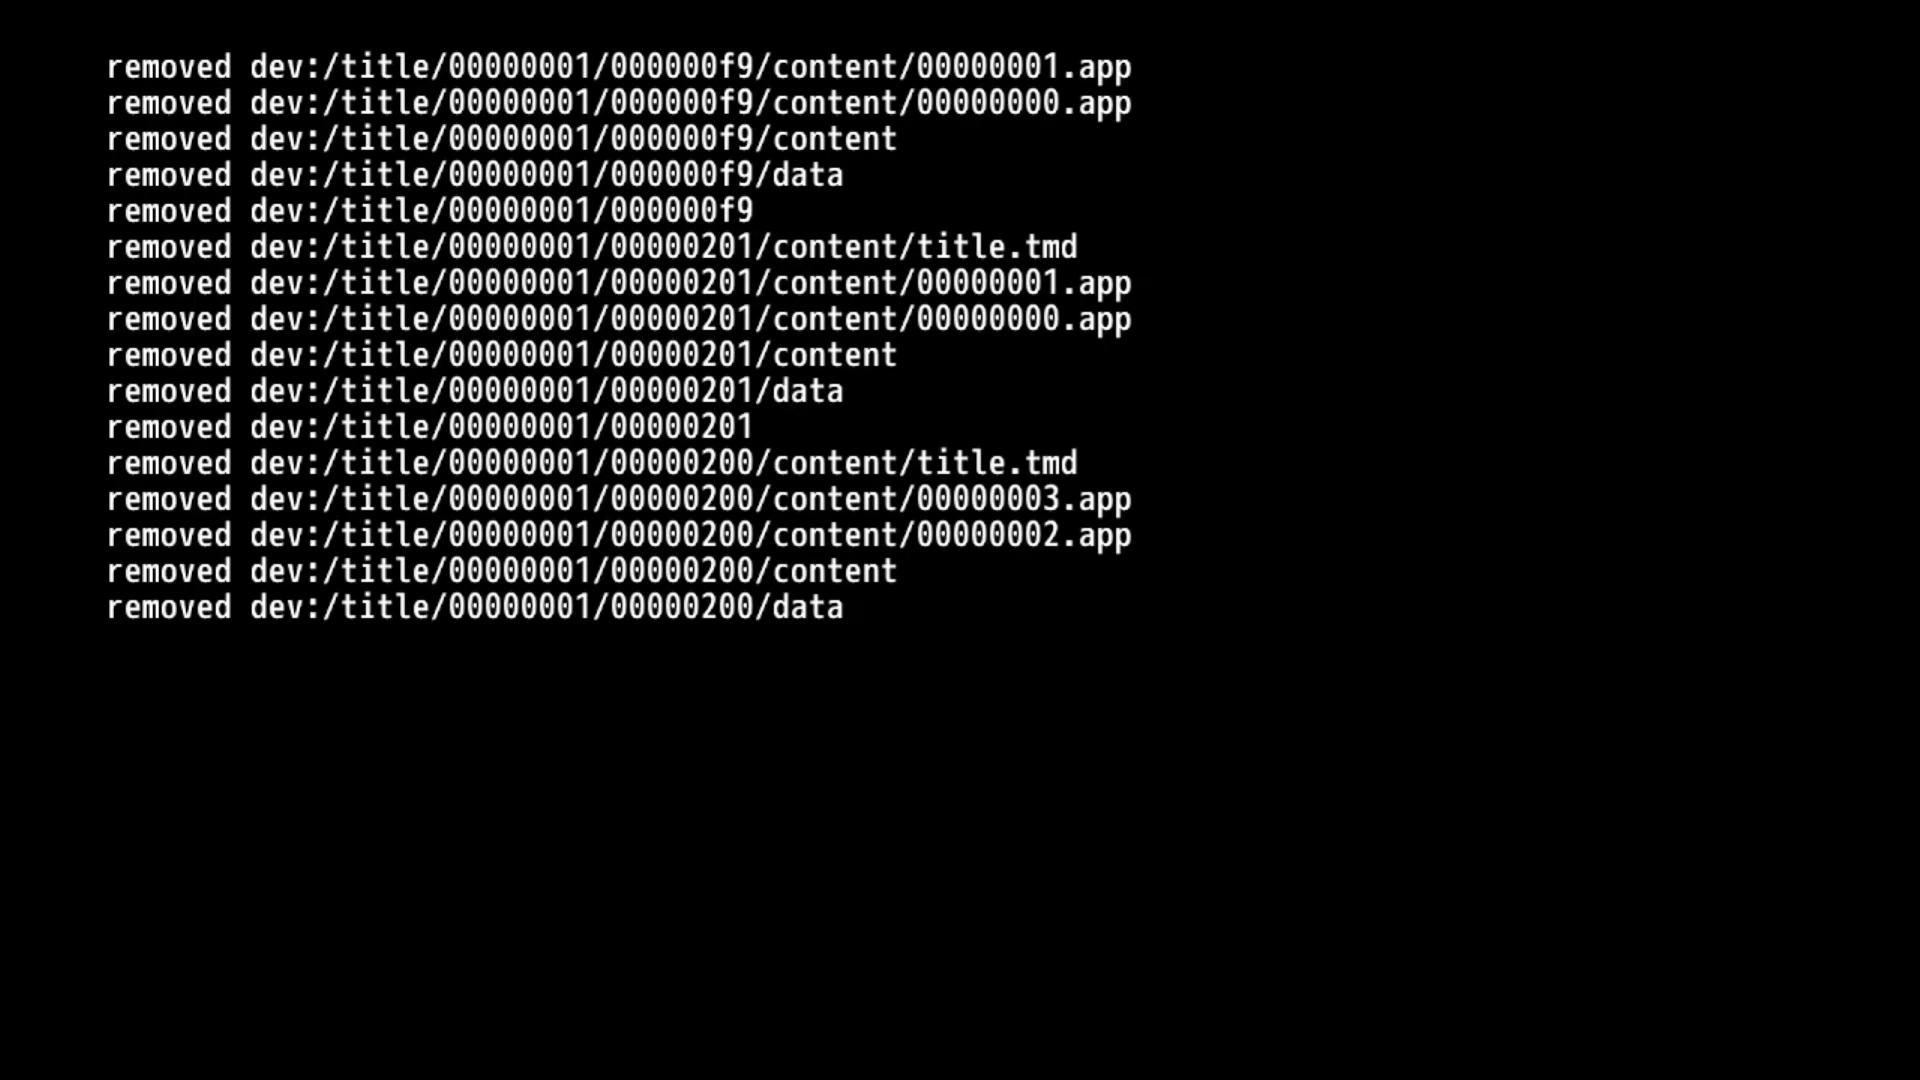 removed dev:/title/00000001/000000f9/content/00000001.app
removed dev:/title/00000001/000000f9/content/00000000.app
removed dev:/title/00000001/000000f9/content
removed dev:/title/00000001/000000f9/data
removed dev:/title/00000001/000000f9
removed dev:/title/00000001/00000201/content/title.tmd
removed dev:/title/00000001/00000201/content/00000001.app
removed dev:/title/00000001/00000201/content/00000000.app
removed dev:/title/00000001/00000201/content
removed dev:/title/00000001/00000201/data
removed dev:/title/00000001/00000201
removed dev:/title/00000001/00000200/content/title.tmd
removed dev:/title/00000001/00000200/content/00000003.app
removed dev:/title/00000001/00000200/content/00000002.app
removed dev:/title/00000001/00000200/content
removed dev:/title/00000001/00000200/data